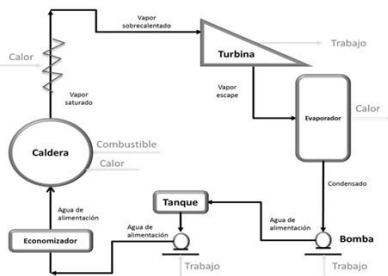 Vapor
sobrecalentado
Turbina
Trabajo
Calor
Vapor
saturado
Vapor
escape
Evaporador
Calor
Combustible
Caldera
Calor
Condensado
Tanque
Agua de
alimentación
Agua de
alimentación
Agua de
alimentación
Economizador
Bomba
Trabajo
Trabajo